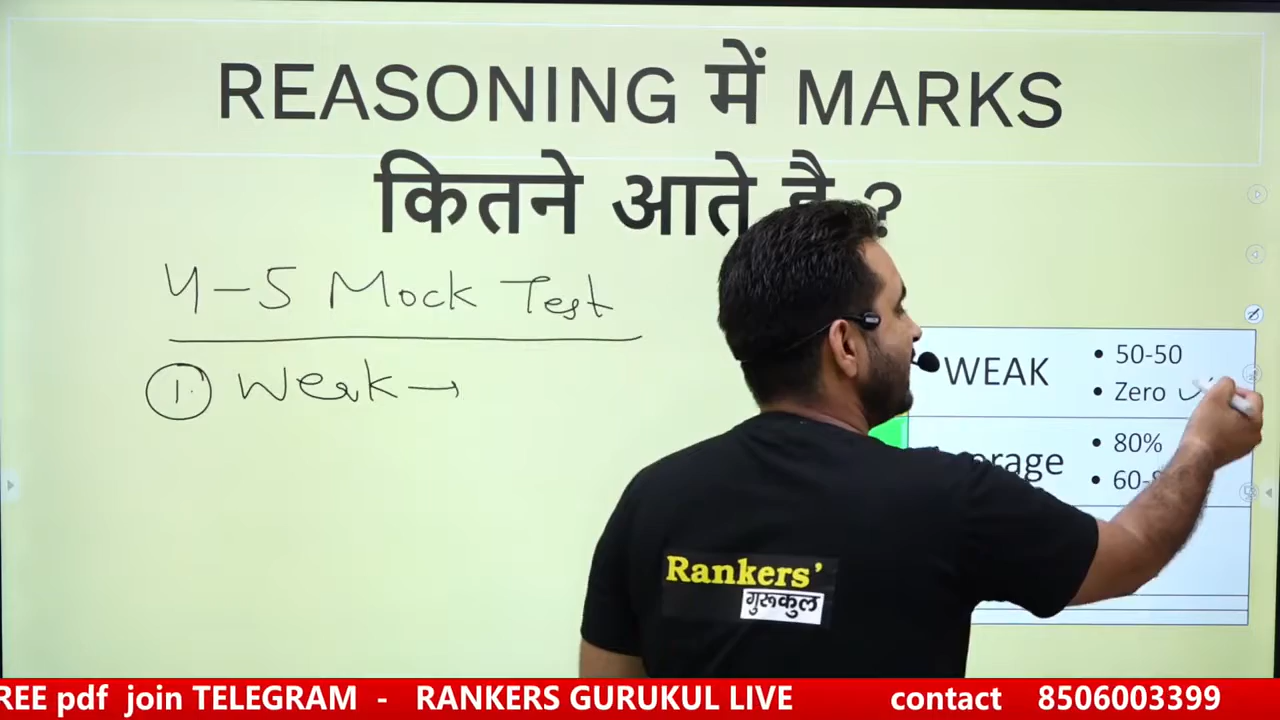 REASONING में MARKS
कितने आते है ?
4-5 Mock Test
1. Weak →
WEAK
• 50-50
• Zero
• 80%
Rankers'
गुरूकुल
REE pdf join TELEGRAM - RANKERS GURUKUL LIVE contact 8506003399